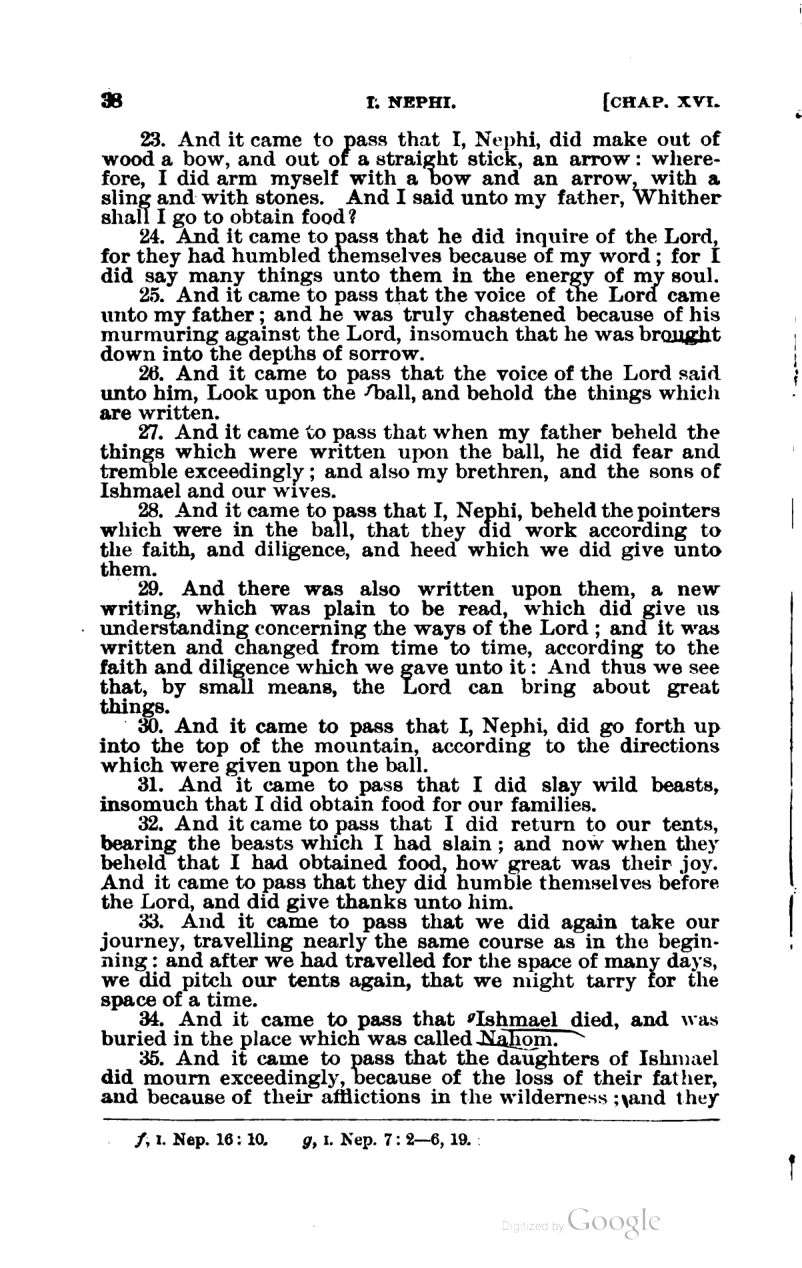 38 I. NEPHI. [CHAP. XVI.
23. And it came to pass that I, Nephi, did make out of
wood a bow, and out of a straight stick, an arrow: where-
fore, I did arm myself with a bow and an arrow, with a
sling and with stones. And I said unto my father, Whither
shall I go to obtain food?
24. And it came to pass that he did inquire of the Lord,
for they had humbled themselves because of my word; for I
did say many things unto them in the energy of my soul.
25. And it came to pass that the voice of the Lord came
unto my father; and he was truly chastened because of his
murmuring against the Lord, insomuch that he was brought
down into the depths of sorrow.
26. And it came to pass that the voice of the Lord said
unto him, Look upon the fball, and behold the things which
are written.
27. And it came to pass that when my father beheld the
things which were written upon the ball, he did fear and
tremble exceedingly; and also my brethren, and the sons of
Ishmael and our wives.
28. And it came to pass that I, Nephi, beheld the pointers
which were in the ball, that they did work according to
the faith, and diligence, and heed which we did give unto
them.
29. And there was also written upon them, a new
writing, which was plain to be read, which did give us
understanding concerning the ways of the Lord; and it was
written and changed from time to time, according to the
faith and diligence which we gave unto it: And thus we see
that, by small means, the Lord can bring about great
things.
30. And it came to pass that I, Nephi, did go forth up
into the top of the mountain, according to the directions
which were given upon the ball.
31. And it came to pass that I did slay wild beasts,
insomuch that I did obtain food for our families.
32. And it came to pass that I did return to our tents,
bearing the beasts which I had slain; and now when they
beheld that I had obtained food, how great was their joy.
And it came to pass that they did humble themselves before
the Lord, and did give thanks unto him.
33. And it came to pass that we did again take our
journey, travelling nearly the same course as in the begin-
ning: and after we had travelled for the space of many days,
we did pitch our tents again, that we might tarry for the
space of a time.
34. And it came to pass that gIshmael died, and was
buried in the place which was called Nahom.
35. And it came to pass that the daughters of Ishmael
did mourn exceedingly, because of the loss of their father,
and because of their afflictions in the wilderness; and they
f, I. Nep. 16: 10. g, I. Nep. 7: 2—6, 19.
Digitized by Google